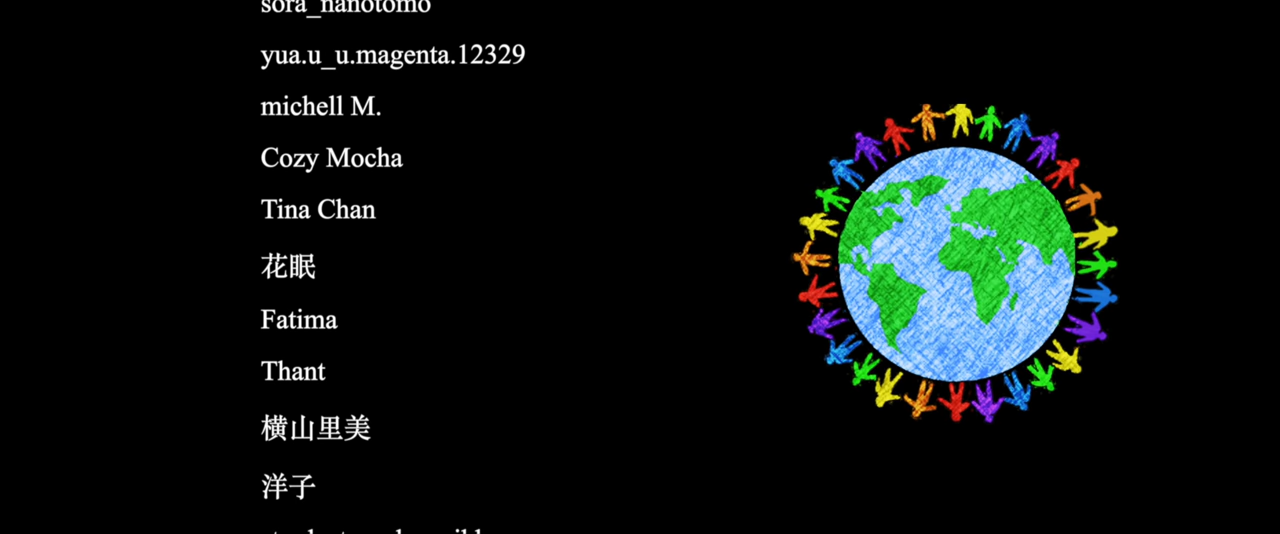 sora_nanotomo
yua.u_u.magenta.12329
michell M.
Cozy Mocha
Tina Chan
花眠
Fatima
Thant
横山里美
洋子